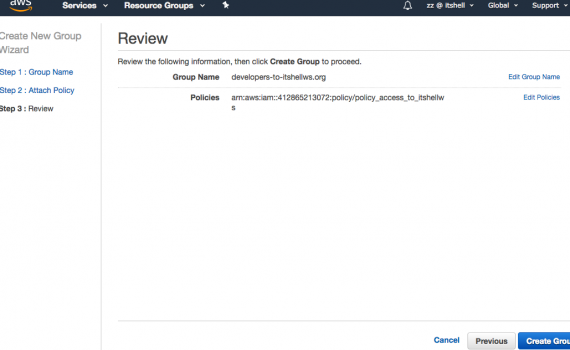 aws Services Resource Groups zz @ itshell Global Support
Create New Group
Wizard
Step 1 : Group Name
Step 2 : Attach Policy
Step 3 : Review
Review
Review the following information, then click Create Group to proceed.
Group Name developers-to-itshellws.org Edit Group Name
Policies arn:aws:iam::412865213072:policy/policy_access_to_itshellw
s
Edit Policies
Cancel Previous Create Grou